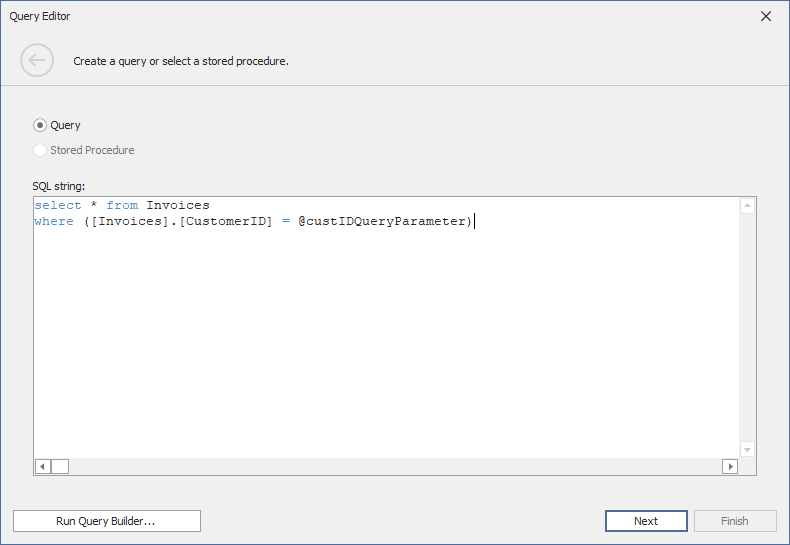 Query Editor
Create a query or select a stored procedure.
Query
Stored Procedure
SQL string:
select * from Invoices
where ([Invoices].[CustomerID] = @custIDQueryParameter)
Run Query Builder...
Next
Finish